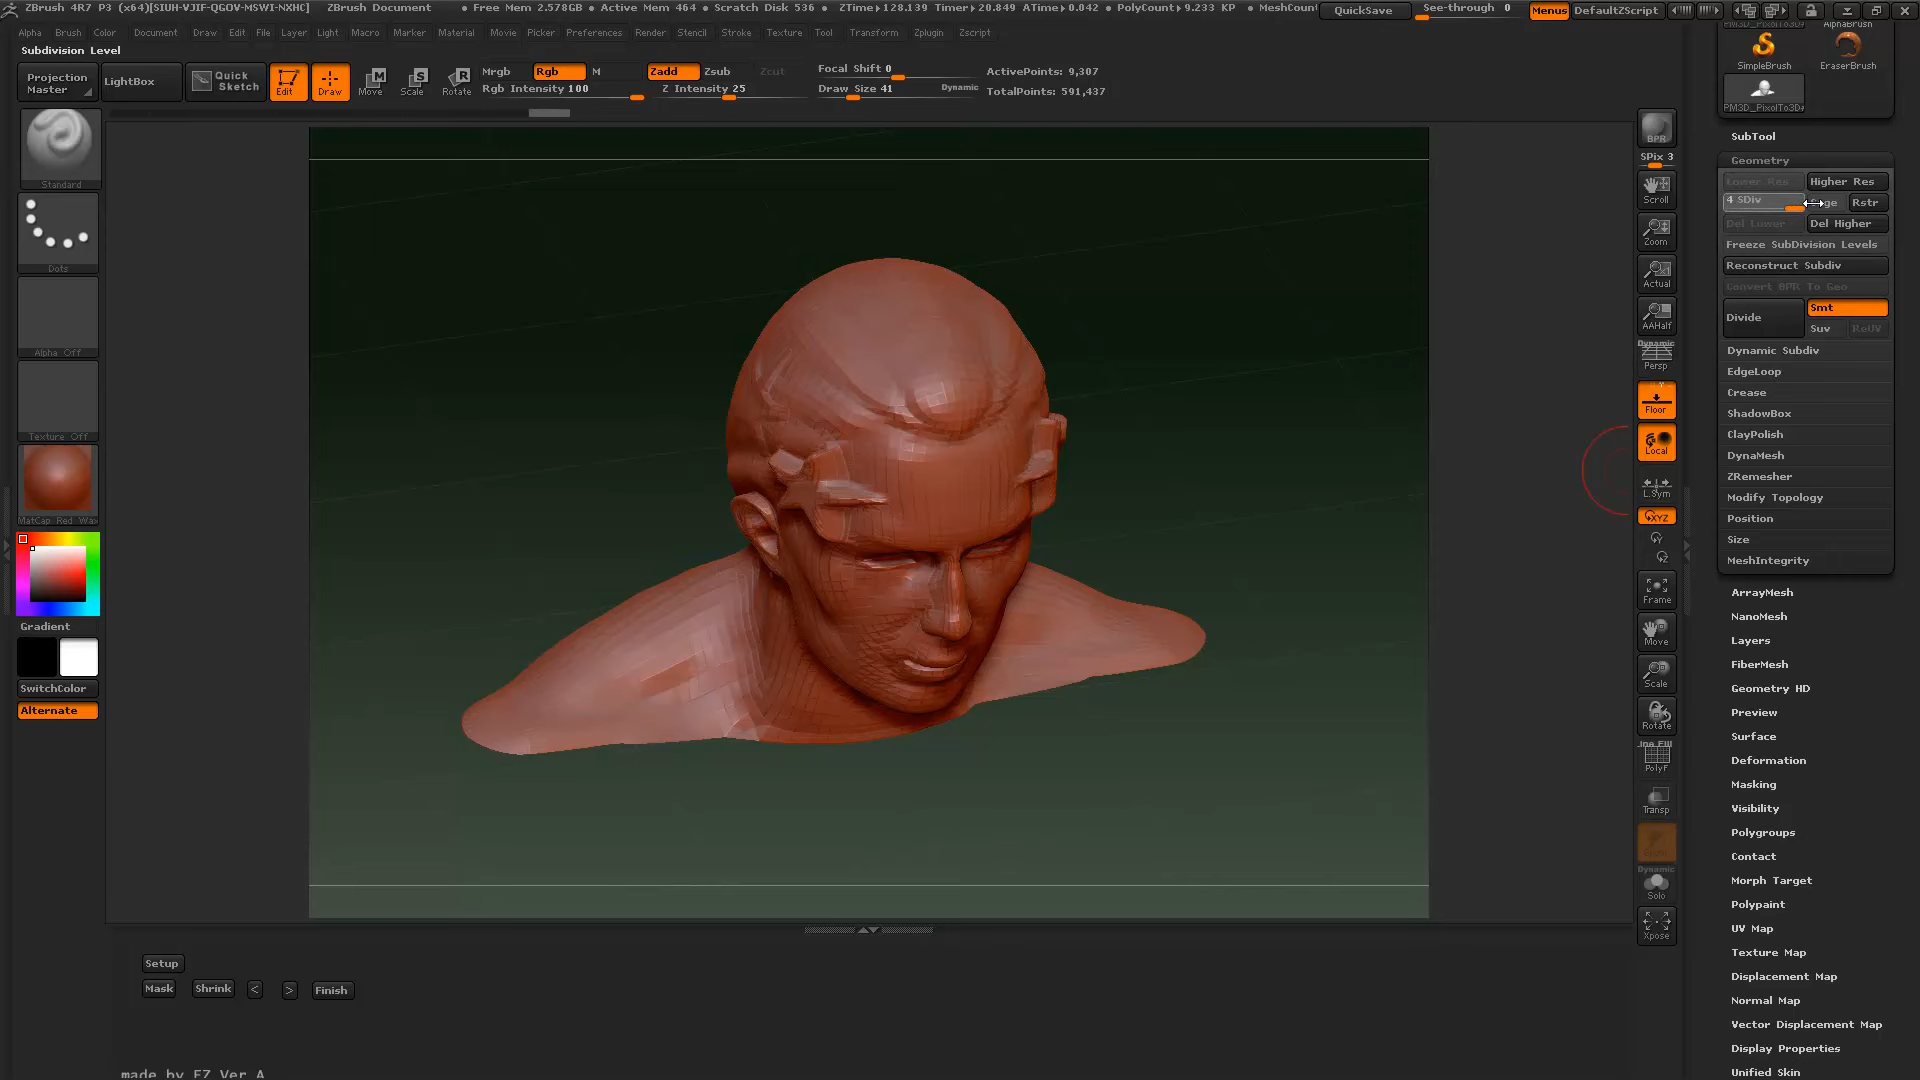 ZBrush 4R7 P3 (x64)[SIUH-VJIF-QGOV-MSWI-NXHC] ZBrush Document • Free Mem 2.578GB • Active Mem 464 • Scratch Disk 536 • ZTime▸128.139 Timer▸20.849 ATime▸0.042 • PolyCount▸9.233 KP • MeshCount QuickSave See-through 0 Menus DefaultZScript
Alpha Brush Color Document Draw Edit File Layer Light Macro Marker Material Movie Picker Preferences Render Stencil Stroke Texture Tool Transform Zplugin Zscript
Subdivision Level
Projection Master
LightBox
Quick Sketch
Edit
Draw
Move
Scale
Rotate
Mrgb Rgb M
Rgb Intensity 100
Zadd Zsub Zcut
Z Intensity 25
Focal Shift 0
Draw Size 41
Dynamic
ActivePoints: 9,307
TotalPoints: 591,437
Standard
Dots
Alpha Off
Texture Off
MatCap Red Wax
Gradient
SwitchColor
Alternate
BPR
SPix 3
Scroll
Zoom
Actual
AAHalf
Dynamic
Persp
Floor
Local
L.Sym
XYZ
Frame
Move
Scale
Rotate
PolyF
Transp
Dynamic
Solo
Xpose
SimpleBrush
EraserBrush
SubTool
Geometry
Lower Res Higher Res
4 SDiv Rstr
Del Lower Del Higher
Freeze SubDivision Levels
Reconstruct Subdiv
Convert BPR To Geo
Divide Smt
Suv ReUV
Dynamic Subdiv
EdgeLoop
Crease
ShadowBox
ClayPolish
DynaMesh
ZRemesher
Modify Topology
Position
Size
MeshIntegrity
ArrayMesh
NanoMesh
Layers
FiberMesh
Geometry HD
Preview
Surface
Deformation
Masking
Visibility
Polygroups
Contact
Morph Target
Polypaint
UV Map
Texture Map
Displacement Map
Normal Map
Vector Displacement Map
Display Properties
Unified Skin
Setup
Mask Shrink < > Finish
made by EZ Ver A